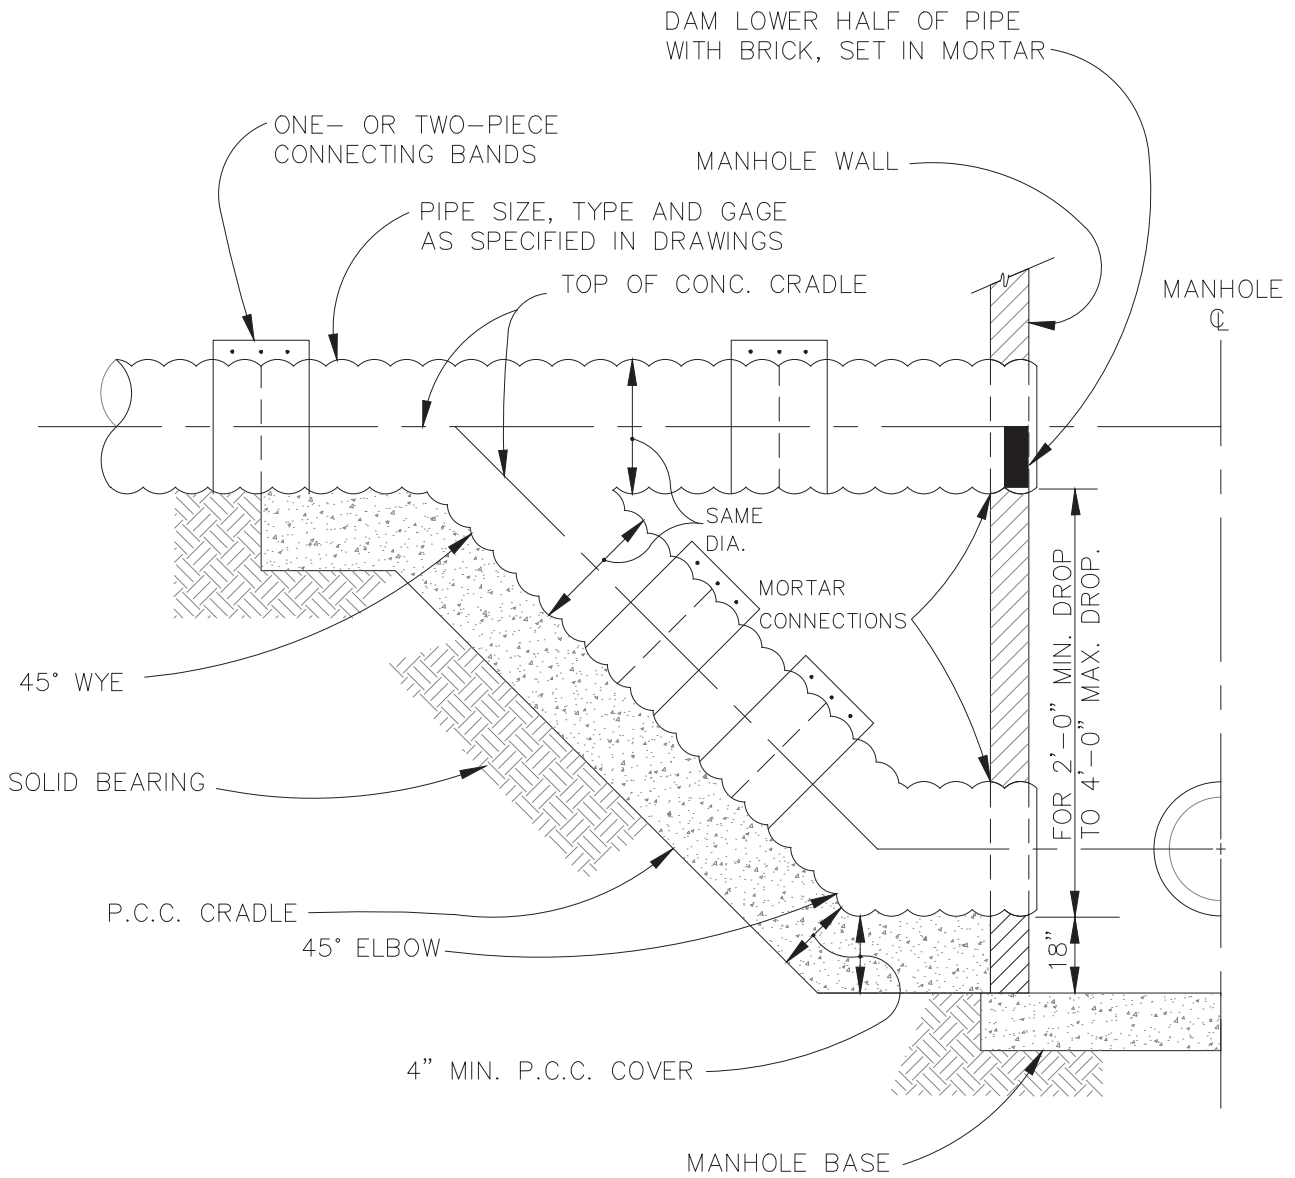 DAM LOWER HALF OF PIPE
WITH BRICK, SET IN MORTAR
ONE– OR TWO–PIECE
CONNECTING BANDS
MANHOLE WALL
PIPE SIZE, TYPE AND GAGE
AS SPECIFIED IN DRAWINGS
TOP OF CONC. CRADLE
MANHOLE
℄
SAME
DIA.
MORTAR
CONNECTIONS
FOR 2'–0" MIN. DROP
TO 4'–0" MAX. DROP.
45° WYE
SOLID BEARING
P.C.C. CRADLE
45° ELBOW
18"
4" MIN. P.C.C. COVER
MANHOLE BASE